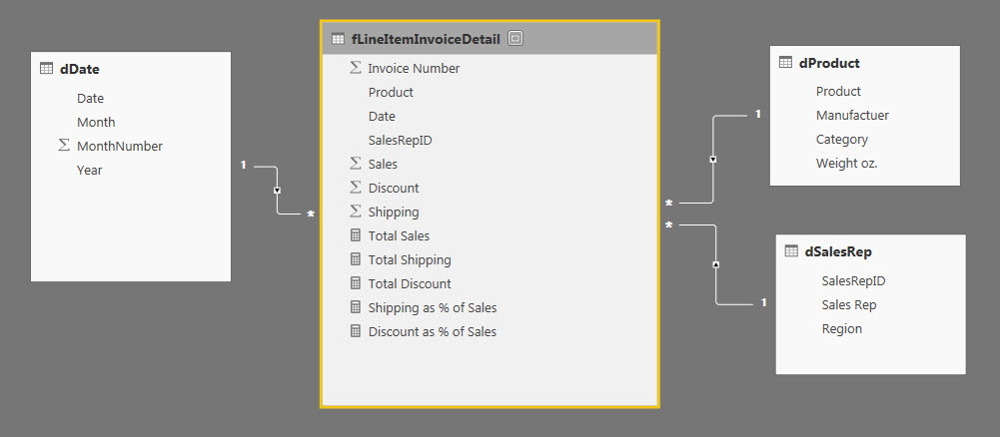 dDate
Date
Month
MonthNumber
Year
1
*
fLineItemInvoiceDetail
Invoice Number
Product
Date
SalesRepID
Sales
Discount
Shipping
Total Sales
Total Shipping
Total Discount
Shipping as % of Sales
Discount as % of Sales
*
1
*
1
dProduct
Product
Manufactuer
Category
Weight oz.
dSalesRep
SalesRepID
Sales Rep
Region